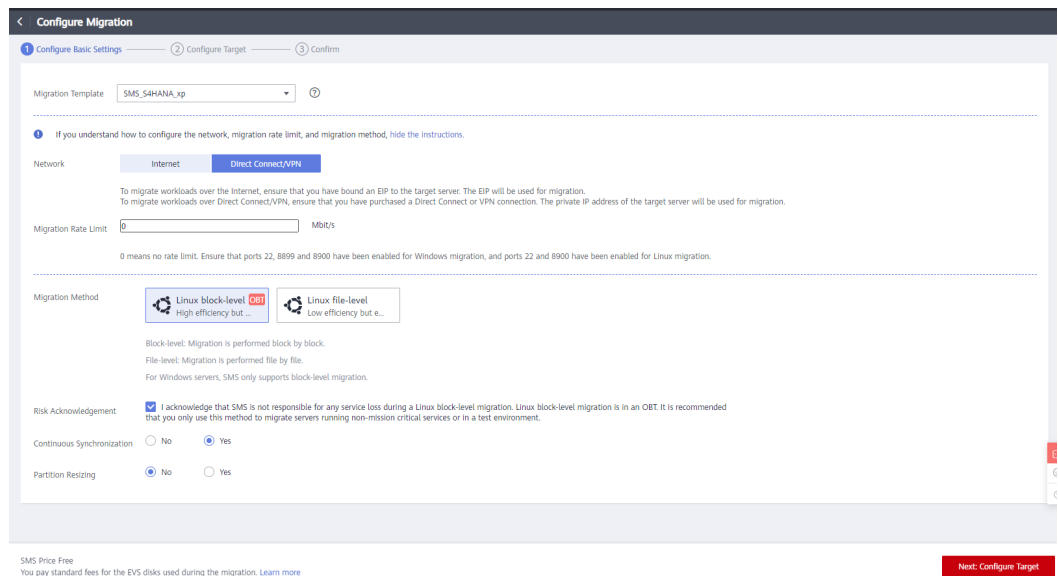 Configure Migration
1 Configure Basic Settings 2 Configure Target 3 Confirm
Migration Template SMS_S4HANA_xp ?
If you understand how to configure the network, migration rate limit, and migration method, hide the instructions.
Network Internet Direct Connect/VPN
To migrate workloads over the Internet, ensure that you have bound an EIP to the target server. The EIP will be used for migration.
To migrate workloads over Direct Connect/VPN, ensure that you have purchased a Direct Connect or VPN connection. The private IP address of the target server will be used for migration.
Migration Rate Limit 0 Mbit/s
0 means no rate limit. Ensure that ports 22, 8899 and 8900 have been enabled for Windows migration, and ports 22 and 8900 have been enabled for Linux migration.
Migration Method Linux block-level OBT Linux file-level
High efficiency but ... Low efficiency but e...
Block-level: Migration is performed block by block.
File-level: Migration is performed file by file.
For Windows servers, SMS only supports block-level migration.
Risk Acknowledgement I acknowledge that SMS is not responsible for any service loss during a Linux block-level migration. Linux block-level migration is in an OBT. It is recommended
that you only use this method to migrate servers running non-mission critical services or in a test environment.
Continuous Synchronization No Yes
Partition Resizing No Yes
SMS Price Free
You pay standard fees for the EVS disks used during the migration. Learn more
Next: Configure Target